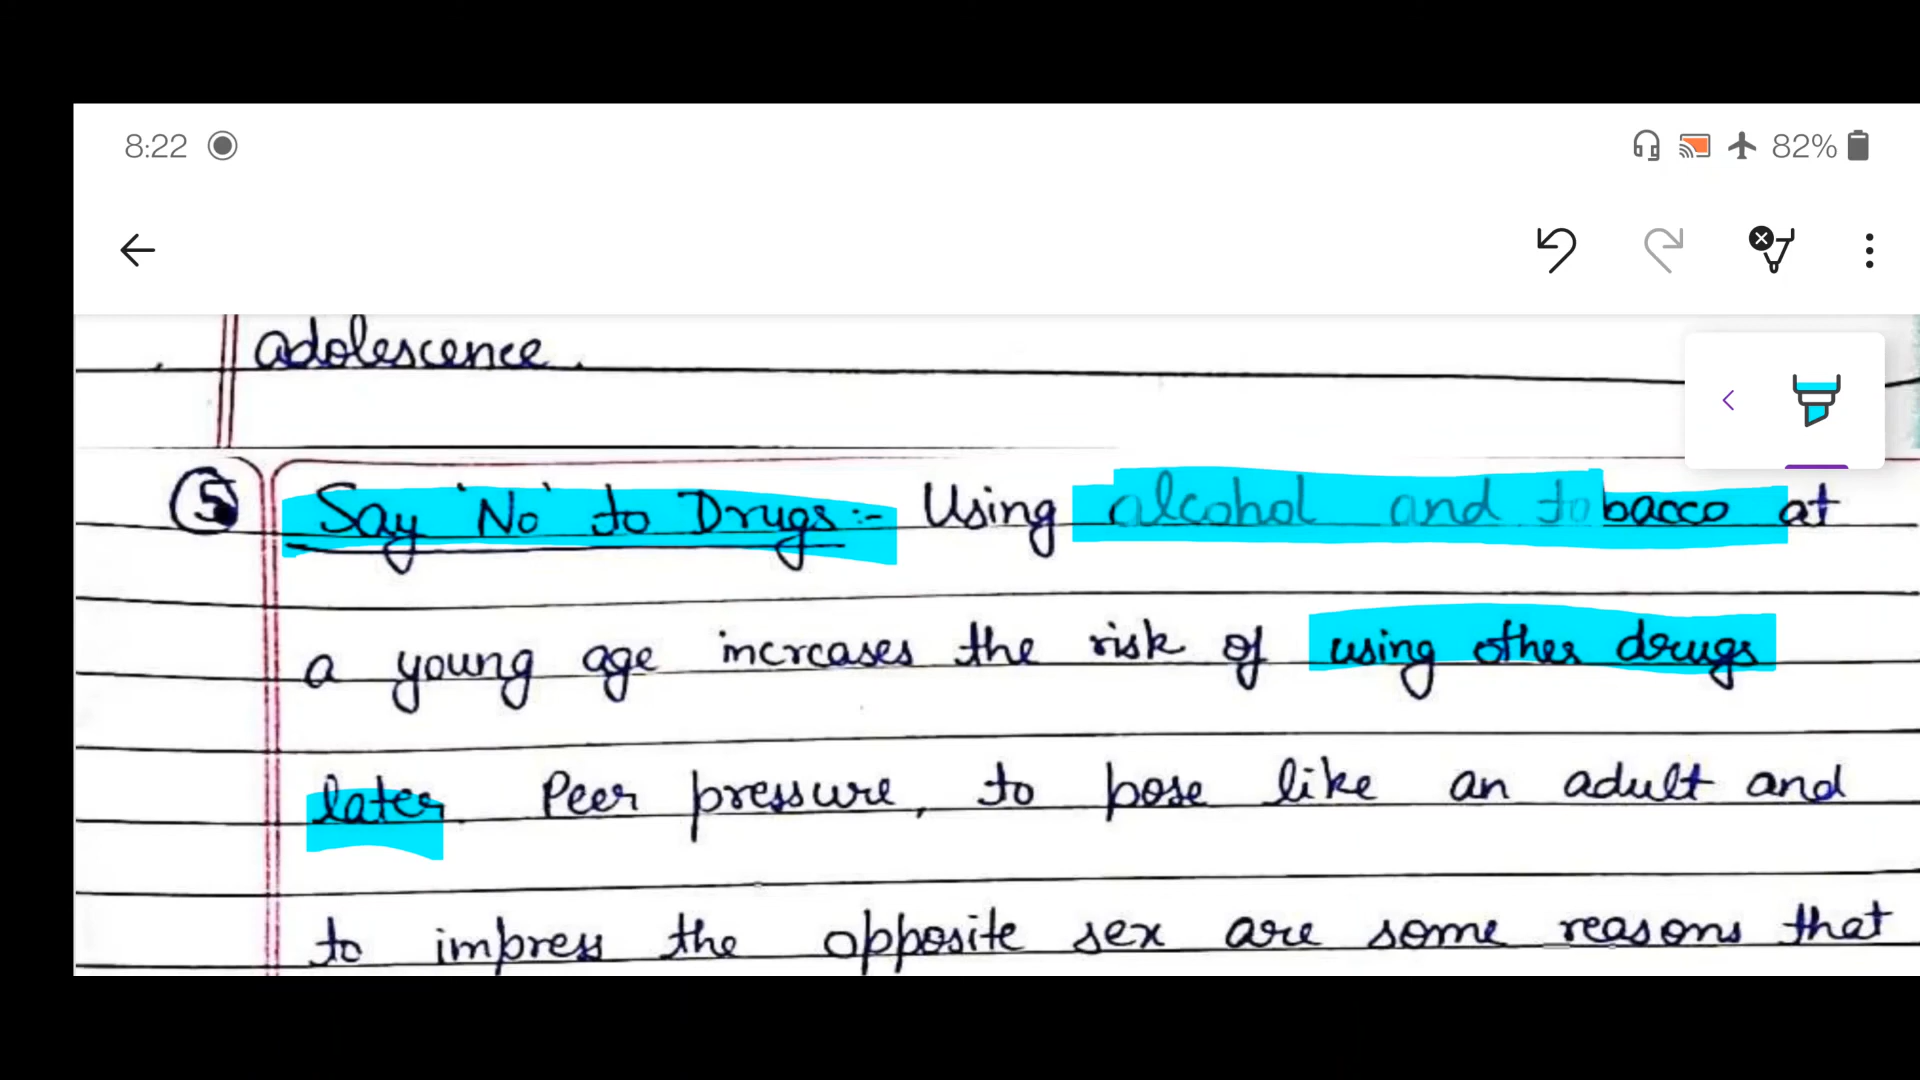 8:22
82%
adolescence.
5 Say 'No' to Drugs:- Using alcohol and tobacco at
a young age increases the risk of using other drugs
later. Peer pressure, to pose like an adult and
to impress the opposite sex are some reasons that